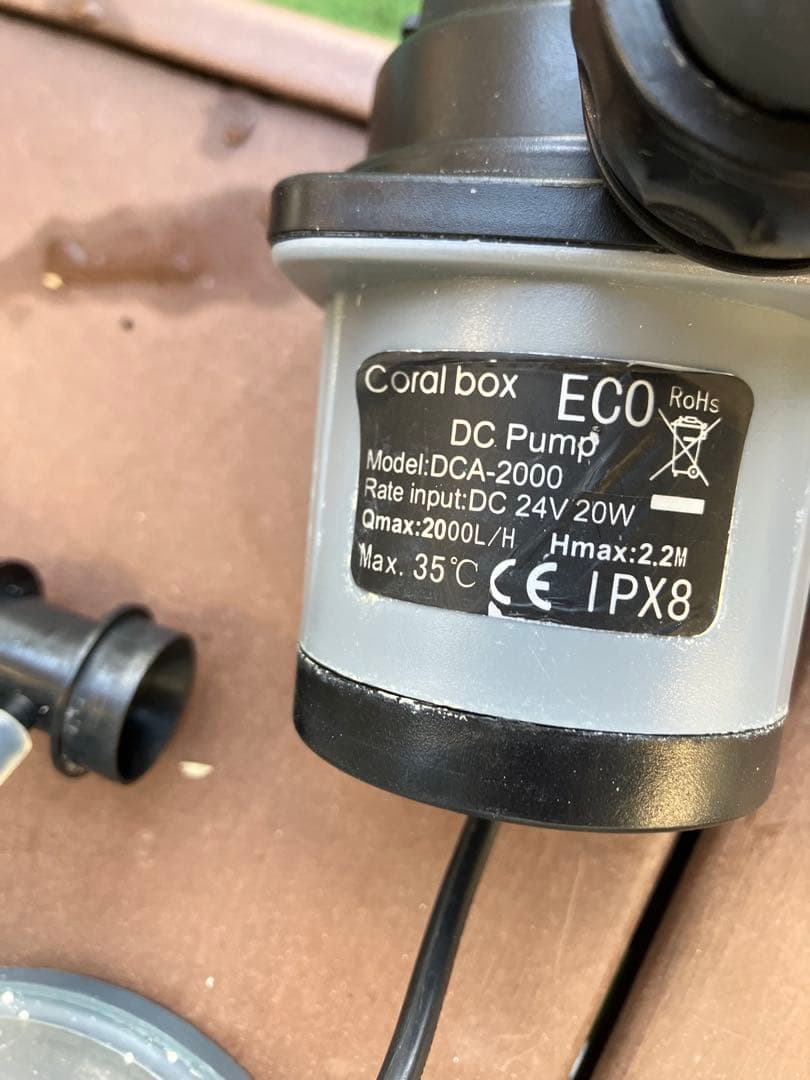 Coral box ECO RoHs
DC Pump
Model:DCA-2000
Rate input:DC 24V 20W
Qmax:2000L/H Hmax:2.2M
Max. 35℃ CE IPX8